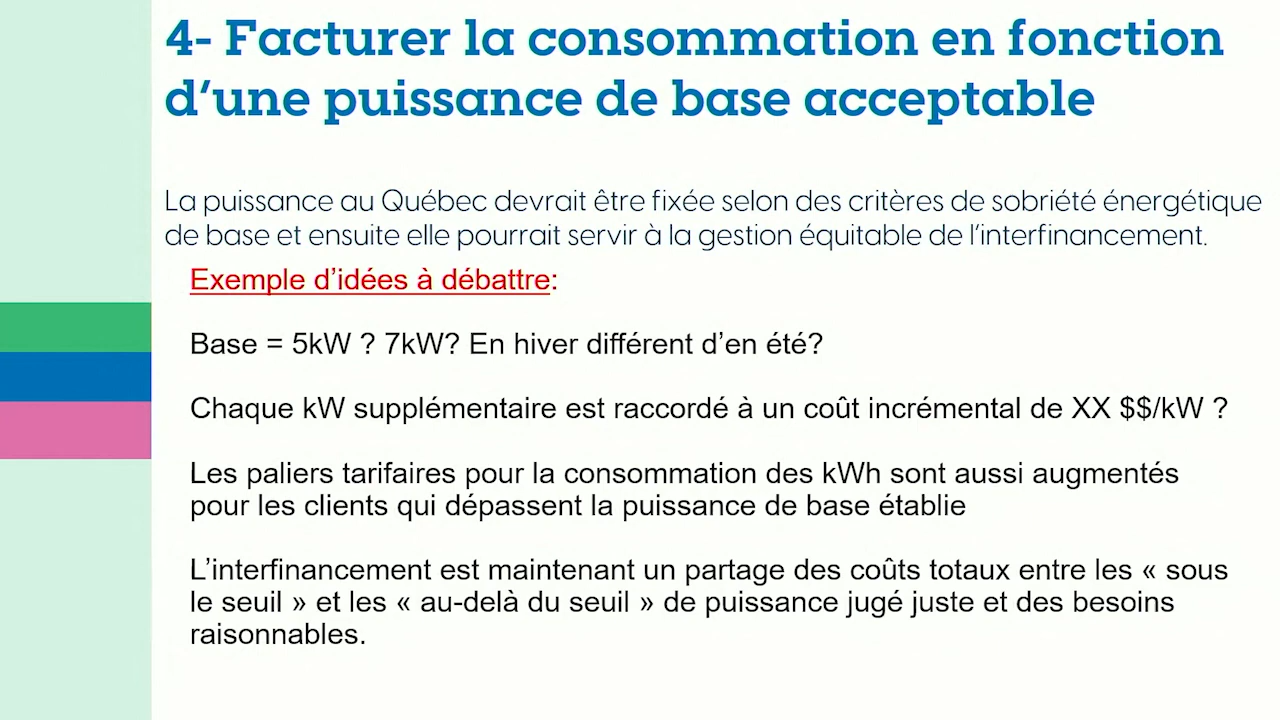 4- Facturer la consommation en fonction
d’une puissance de base acceptable
La puissance au Québec devrait être fixée selon des critères de sobriété énergétique
de base et ensuite elle pourrait servir à la gestion équitable de l’interfinancement.
Exemple d’idées à débattre:
Base = 5kW ? 7kW? En hiver différent d’en été?
Chaque kW supplémentaire est raccordé à un coût incrémental de XX $$/kW ?
Les paliers tarifaires pour la consommation des kWh sont aussi augmentés
pour les clients qui dépassent la puissance de base établie
L’interfinancement est maintenant un partage des coûts totaux entre les « sous
le seuil » et les « au-delà du seuil » de puissance jugé juste et des besoins
raisonnables.